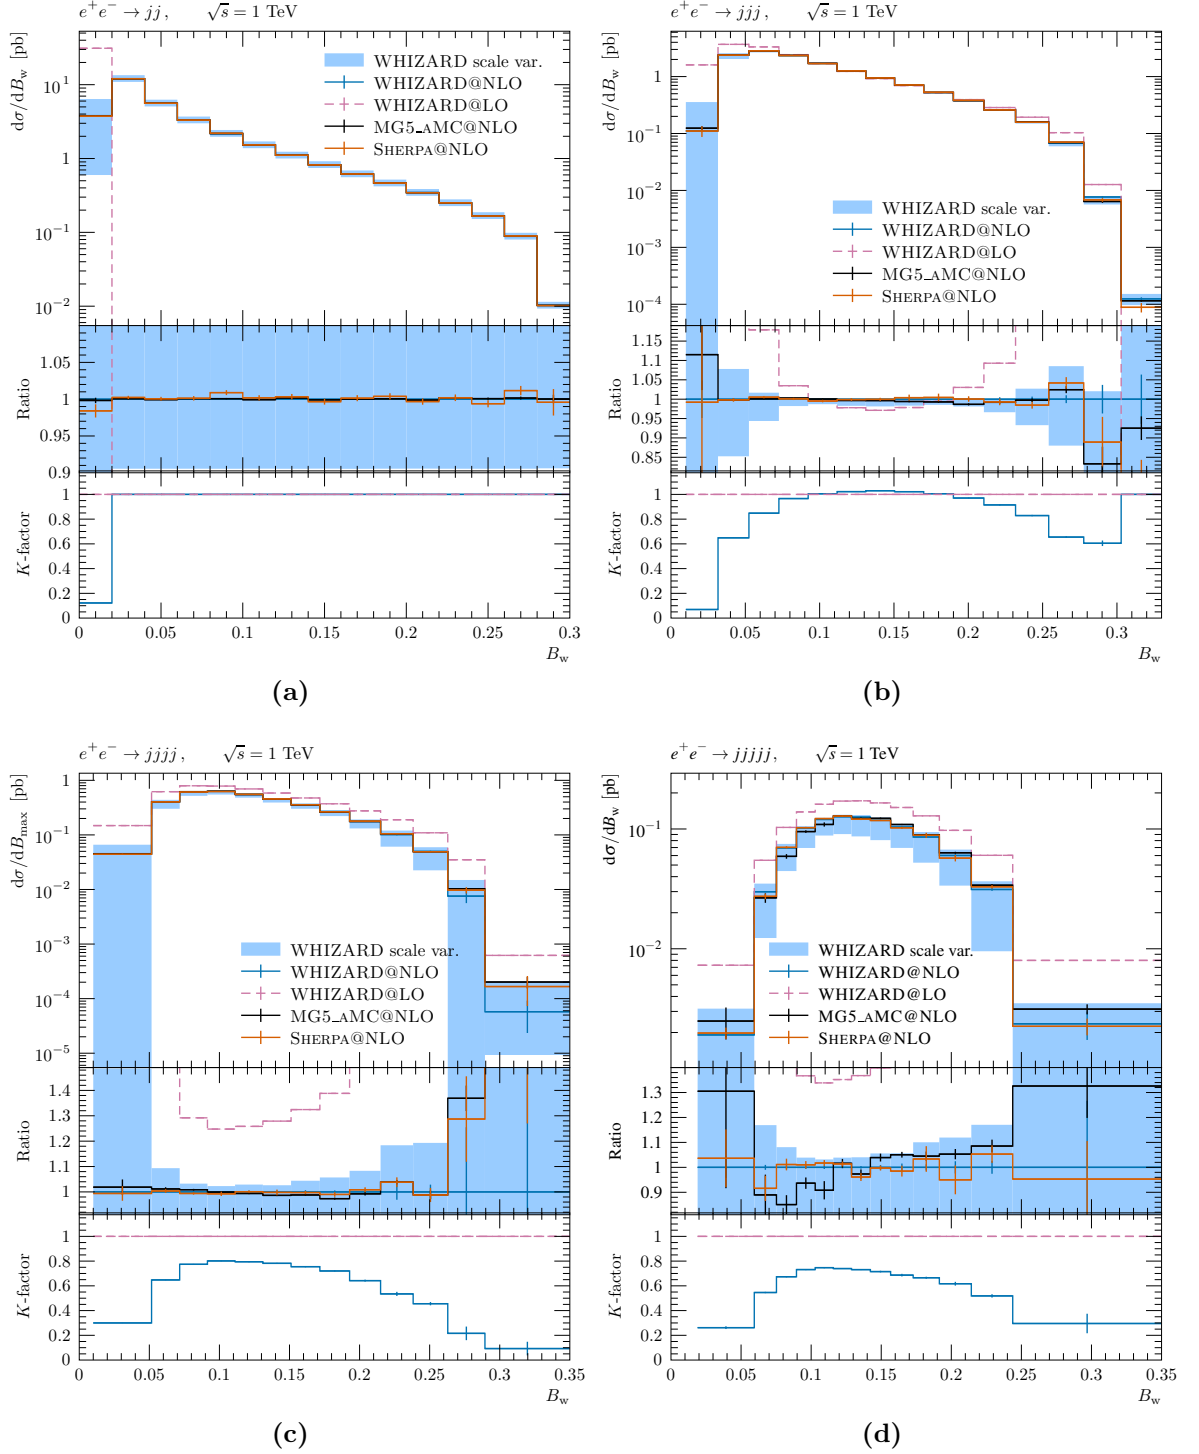 e⁺e⁻ → jj , √s = 1 TeV
dσ/dB_w [pb]
10¹
1
10⁻¹
10⁻²
WHIZARD scale var.
WHIZARD@NLO
WHIZARD@LO
MG5_AMC@NLO
SHERPA@NLO
Ratio
1.05
1
0.95
0.9
K-factor
1
0.8
0.6
0.4
0.2
0
0 0.05 0.1 0.15 0.2 0.25 0.3
B_w
(a)
e⁺e⁻ → jjj , √s = 1 TeV
dσ/dB_w [pb]
1
10⁻¹
10⁻²
10⁻³
10⁻⁴
WHIZARD scale var.
WHIZARD@NLO
WHIZARD@LO
MG5_AMC@NLO
SHERPA@NLO
Ratio
1.15
1.1
1.05
1
0.95
0.9
0.85
K-factor
1
0.8
0.6
0.4
0.2
0
0 0.05 0.1 0.15 0.2 0.25 0.3
B_w
(b)
e⁺e⁻ → jjjj , √s = 1 TeV
dσ/dB_max [pb]
1
10⁻¹
10⁻²
10⁻³
10⁻⁴
10⁻⁵
WHIZARD scale var.
WHIZARD@NLO
WHIZARD@LO
MG5_AMC@NLO
SHERPA@NLO
Ratio
1.4
1.3
1.2
1.1
1
K-factor
1
0.8
0.6
0.4
0.2
0
0 0.05 0.1 0.15 0.2 0.25 0.3 0.35
B_w
(c)
e⁺e⁻ → jjjjj , √s = 1 TeV
dσ/dB_w [pb]
10⁻¹
10⁻²
WHIZARD scale var.
WHIZARD@NLO
WHIZARD@LO
MG5_AMC@NLO
SHERPA@NLO
Ratio
1.3
1.2
1.1
1
0.9
K-factor
1
0.8
0.6
0.4
0.2
0
0 0.05 0.1 0.15 0.2 0.25 0.3 0.35
B_w
(d)